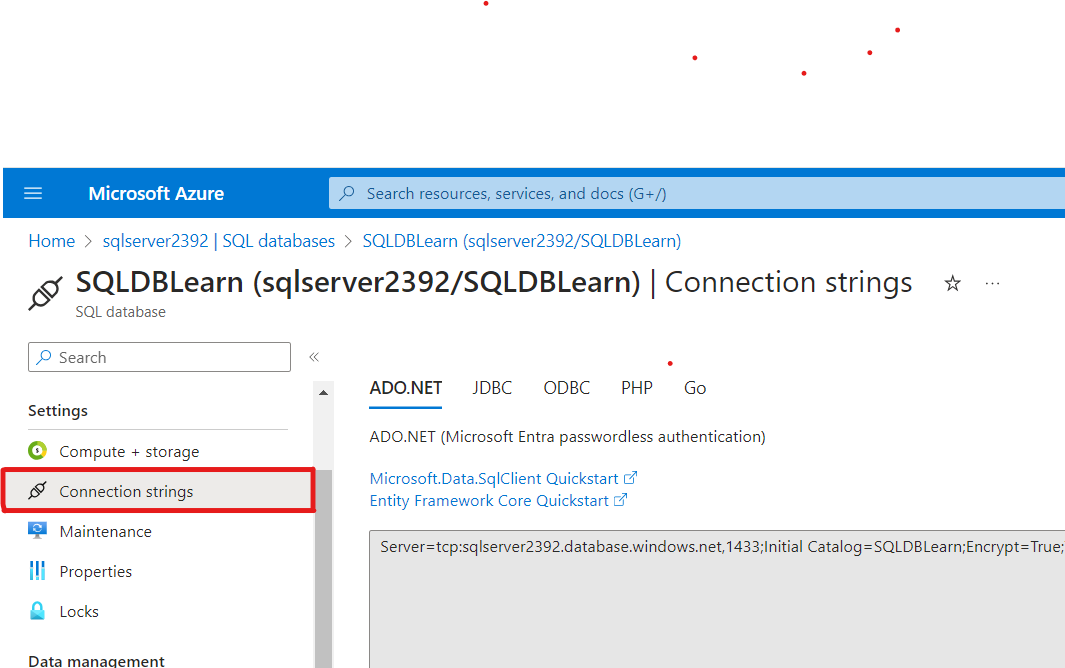 Microsoft Azure
Search resources, services, and docs (G+/)
Home > sqlserver2392 | SQL databases > SQLDBLearn (sqlserver2392/SQLDBLearn)
SQLDBLearn (sqlserver2392/SQLDBLearn) | Connection strings
SQL database
Search
Settings
Compute + storage
Connection strings
Maintenance
Properties
Locks
Data management
ADO.NET JDBC ODBC PHP Go
ADO.NET (Microsoft Entra passwordless authentication)
Microsoft.Data.SqlClient Quickstart
Entity Framework Core Quickstart
Server=tcp:sqlserver2392.database.windows.net,1433;Initial Catalog=SQLDBLearn;Encrypt=True;